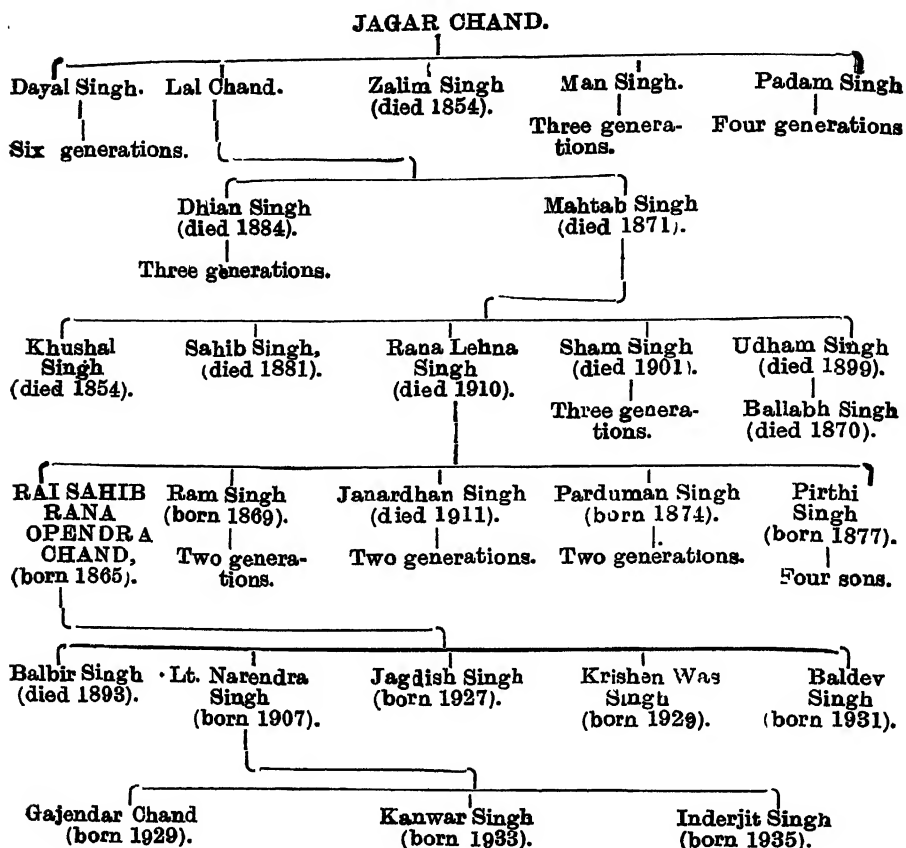 JAGAR CHAND.
Dayal Singh. Lal Chand. Zalim Singh Man Singh. Padam Singh
(died 1854).
Three genera- Four generations
Six generations. tions.
Dhian Singh Mahtab Singh
(died 1884). (died 1871).
Three generations.
Khushal Sahib Singh, Rana Lehna Sham Singh Udham Singh
Singh (died 1881). Singh (died 1901). (died 1899).
(died 1854). (died 1910).
Three genera- Ballabh Singh
tions. (died 1870).
RAI SAHIB Ram Singh Janardhan Singh Parduman Singh Pirthi
RANA (born 1869). (died 1911). (born 1874). Singh
OPENDRA (born 1877).
CHAND, Two genera- Two generations. Two generations.
(born 1865). tions. Four sons.
Balbir Singh Lt. Narendra Jagdish Singh Krishen Was Baldev
(died 1893). Singh (born 1927). Singh Singh
(born 1907). (born 1929). (born 1931).
Gajendar Chand Kanwar Singh Inderjit Singh
(born 1929). (born 1933). (born 1935).